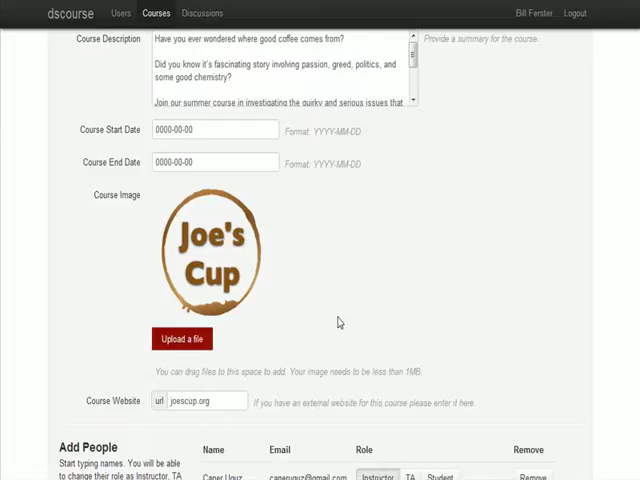 dscourse Users Courses Discussions Bill Ferster Logout
Course Description Have you ever wondered where good coffee comes from? Provide a summary for the course.
Did you know it's fascinating story involving passion, greed, politics, and
some good chemistry?
Join our summer course in investigating the quirky and serious issues that
Course Start Date 0000-00-00 Format: YYYY-MM-DD
Course End Date 0000-00-00 Format: YYYY-MM-DD
Course Image
Joe's
Cup
Upload a file
You can drag files to this space to add. Your image needs to be less than 1MB.
Course Website url joescup.org If you have an external website for this course please enter it here.
Add People Name Email Role Remove
Start typing names. You will be able
to change their role as Instructor, TA Caner Uguz caneruguz@gmail.com Instructor TA Student Remove